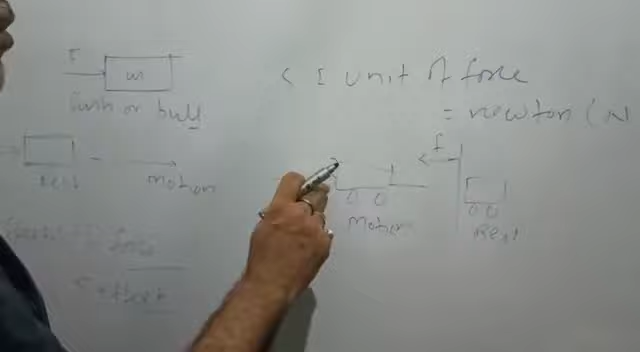 F
m
Push or pull
S I unit of force
= newton (N
F
Rest
motion
Motion
Rest